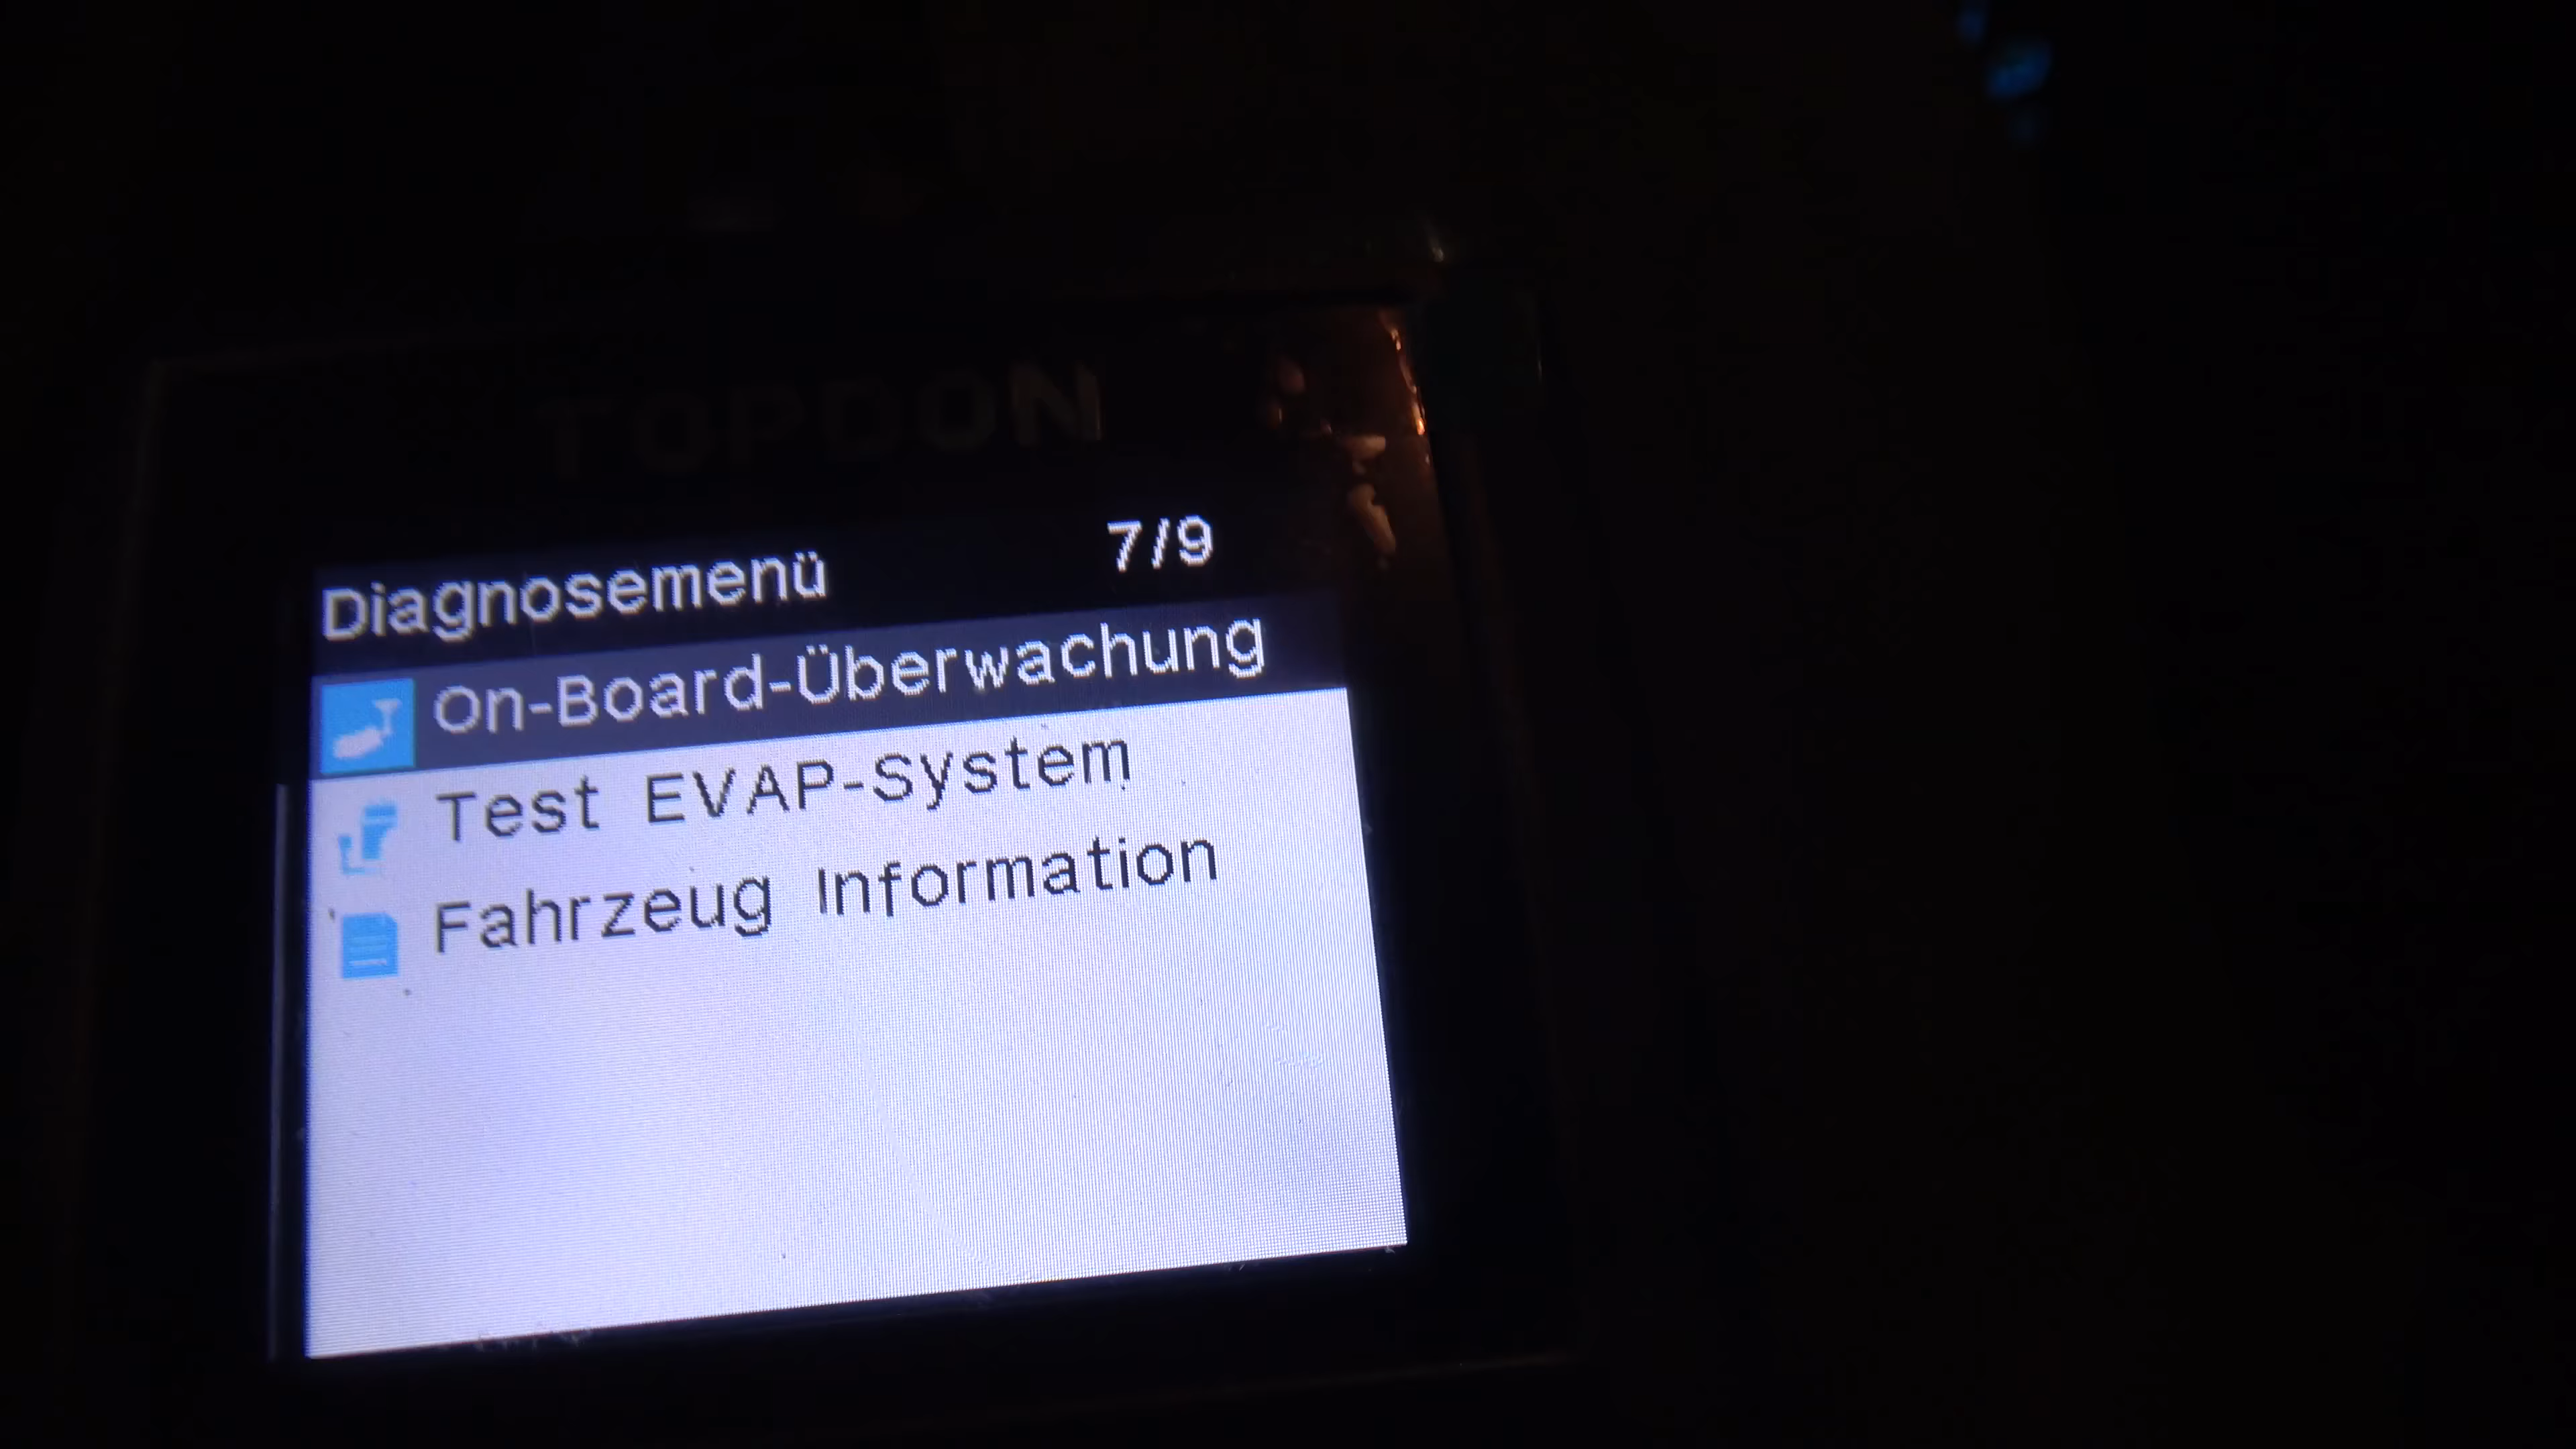 TOPDON
Diagnosemenü 7/9
On-Board-Überwachung
Test EVAP-System
Fahrzeug Information